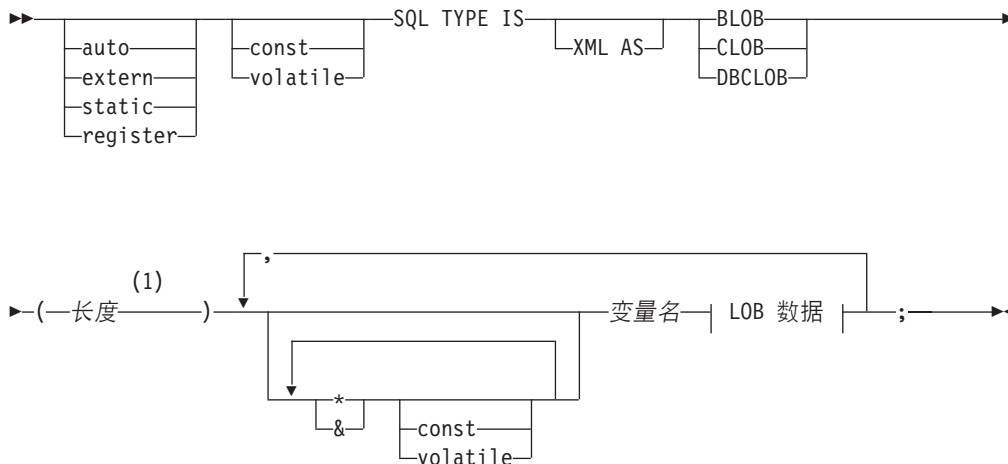 SQL TYPE IS BLOB
auto const XML AS CLOB
extern volatile DBCLOB
static
register
,
(1)
( 长度 ) 变量名 LOB 数据 ;
*
& const
volatile